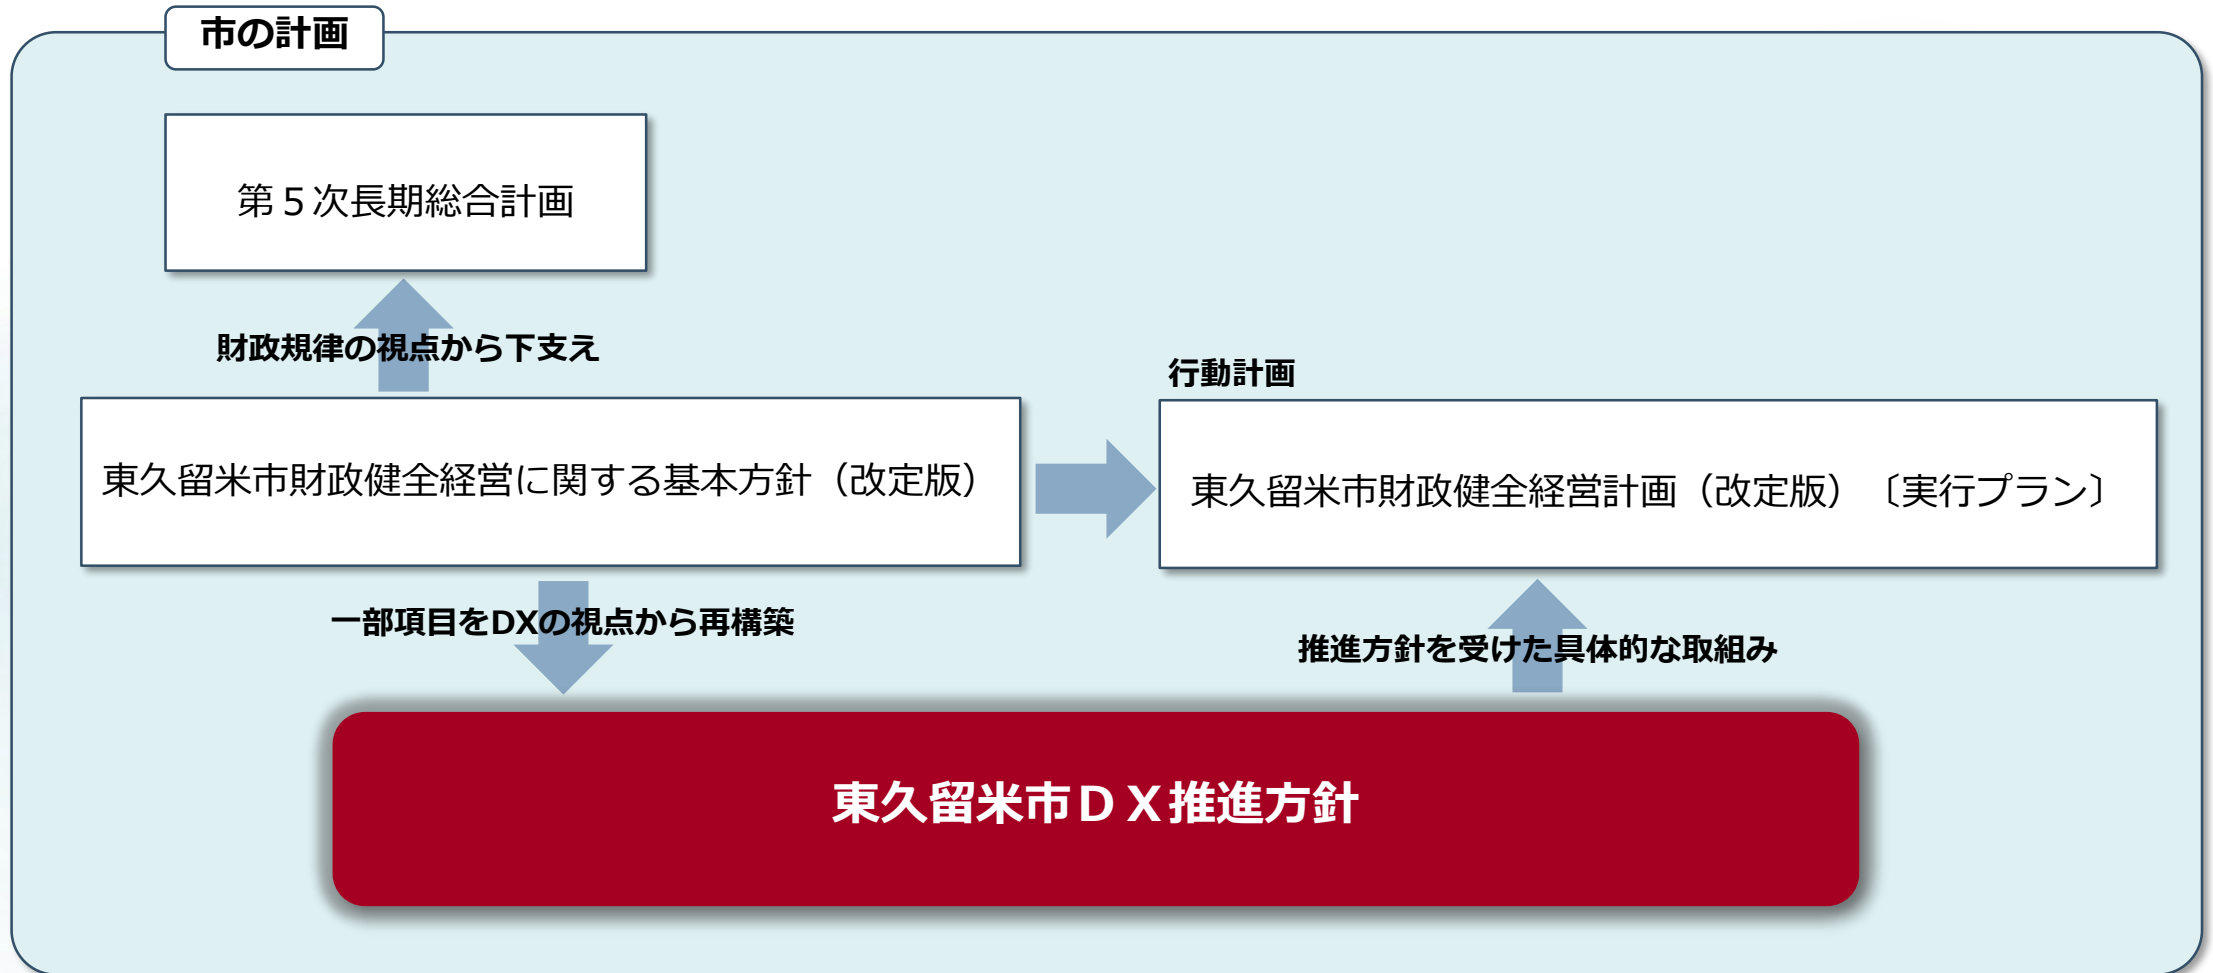 市の計画
第５次長期総合計画
財政規律の視点から下支え
行動計画
東久留米市財政健全経営に関する基本方針（改定版）
東久留米市財政健全経営計画（改定版）〔実行プラン〕
一部項目をDXの視点から再構築
推進方針を受けた具体的な取組み
東久留米市ＤＸ推進方針